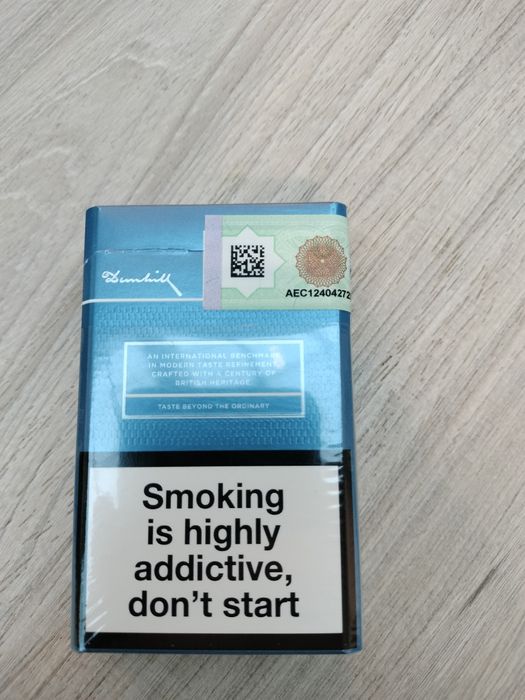 Dunhill
AEC12404272
AN INTERNATIONAL BENCHMARK
IN MODERN TASTE REFINEMENT
CRAFTED WITH A CENTURY OF
BRITISH HERITAGE.
TASTE BEYOND THE ORDINARY
Smoking
is highly
addictive,
don't start